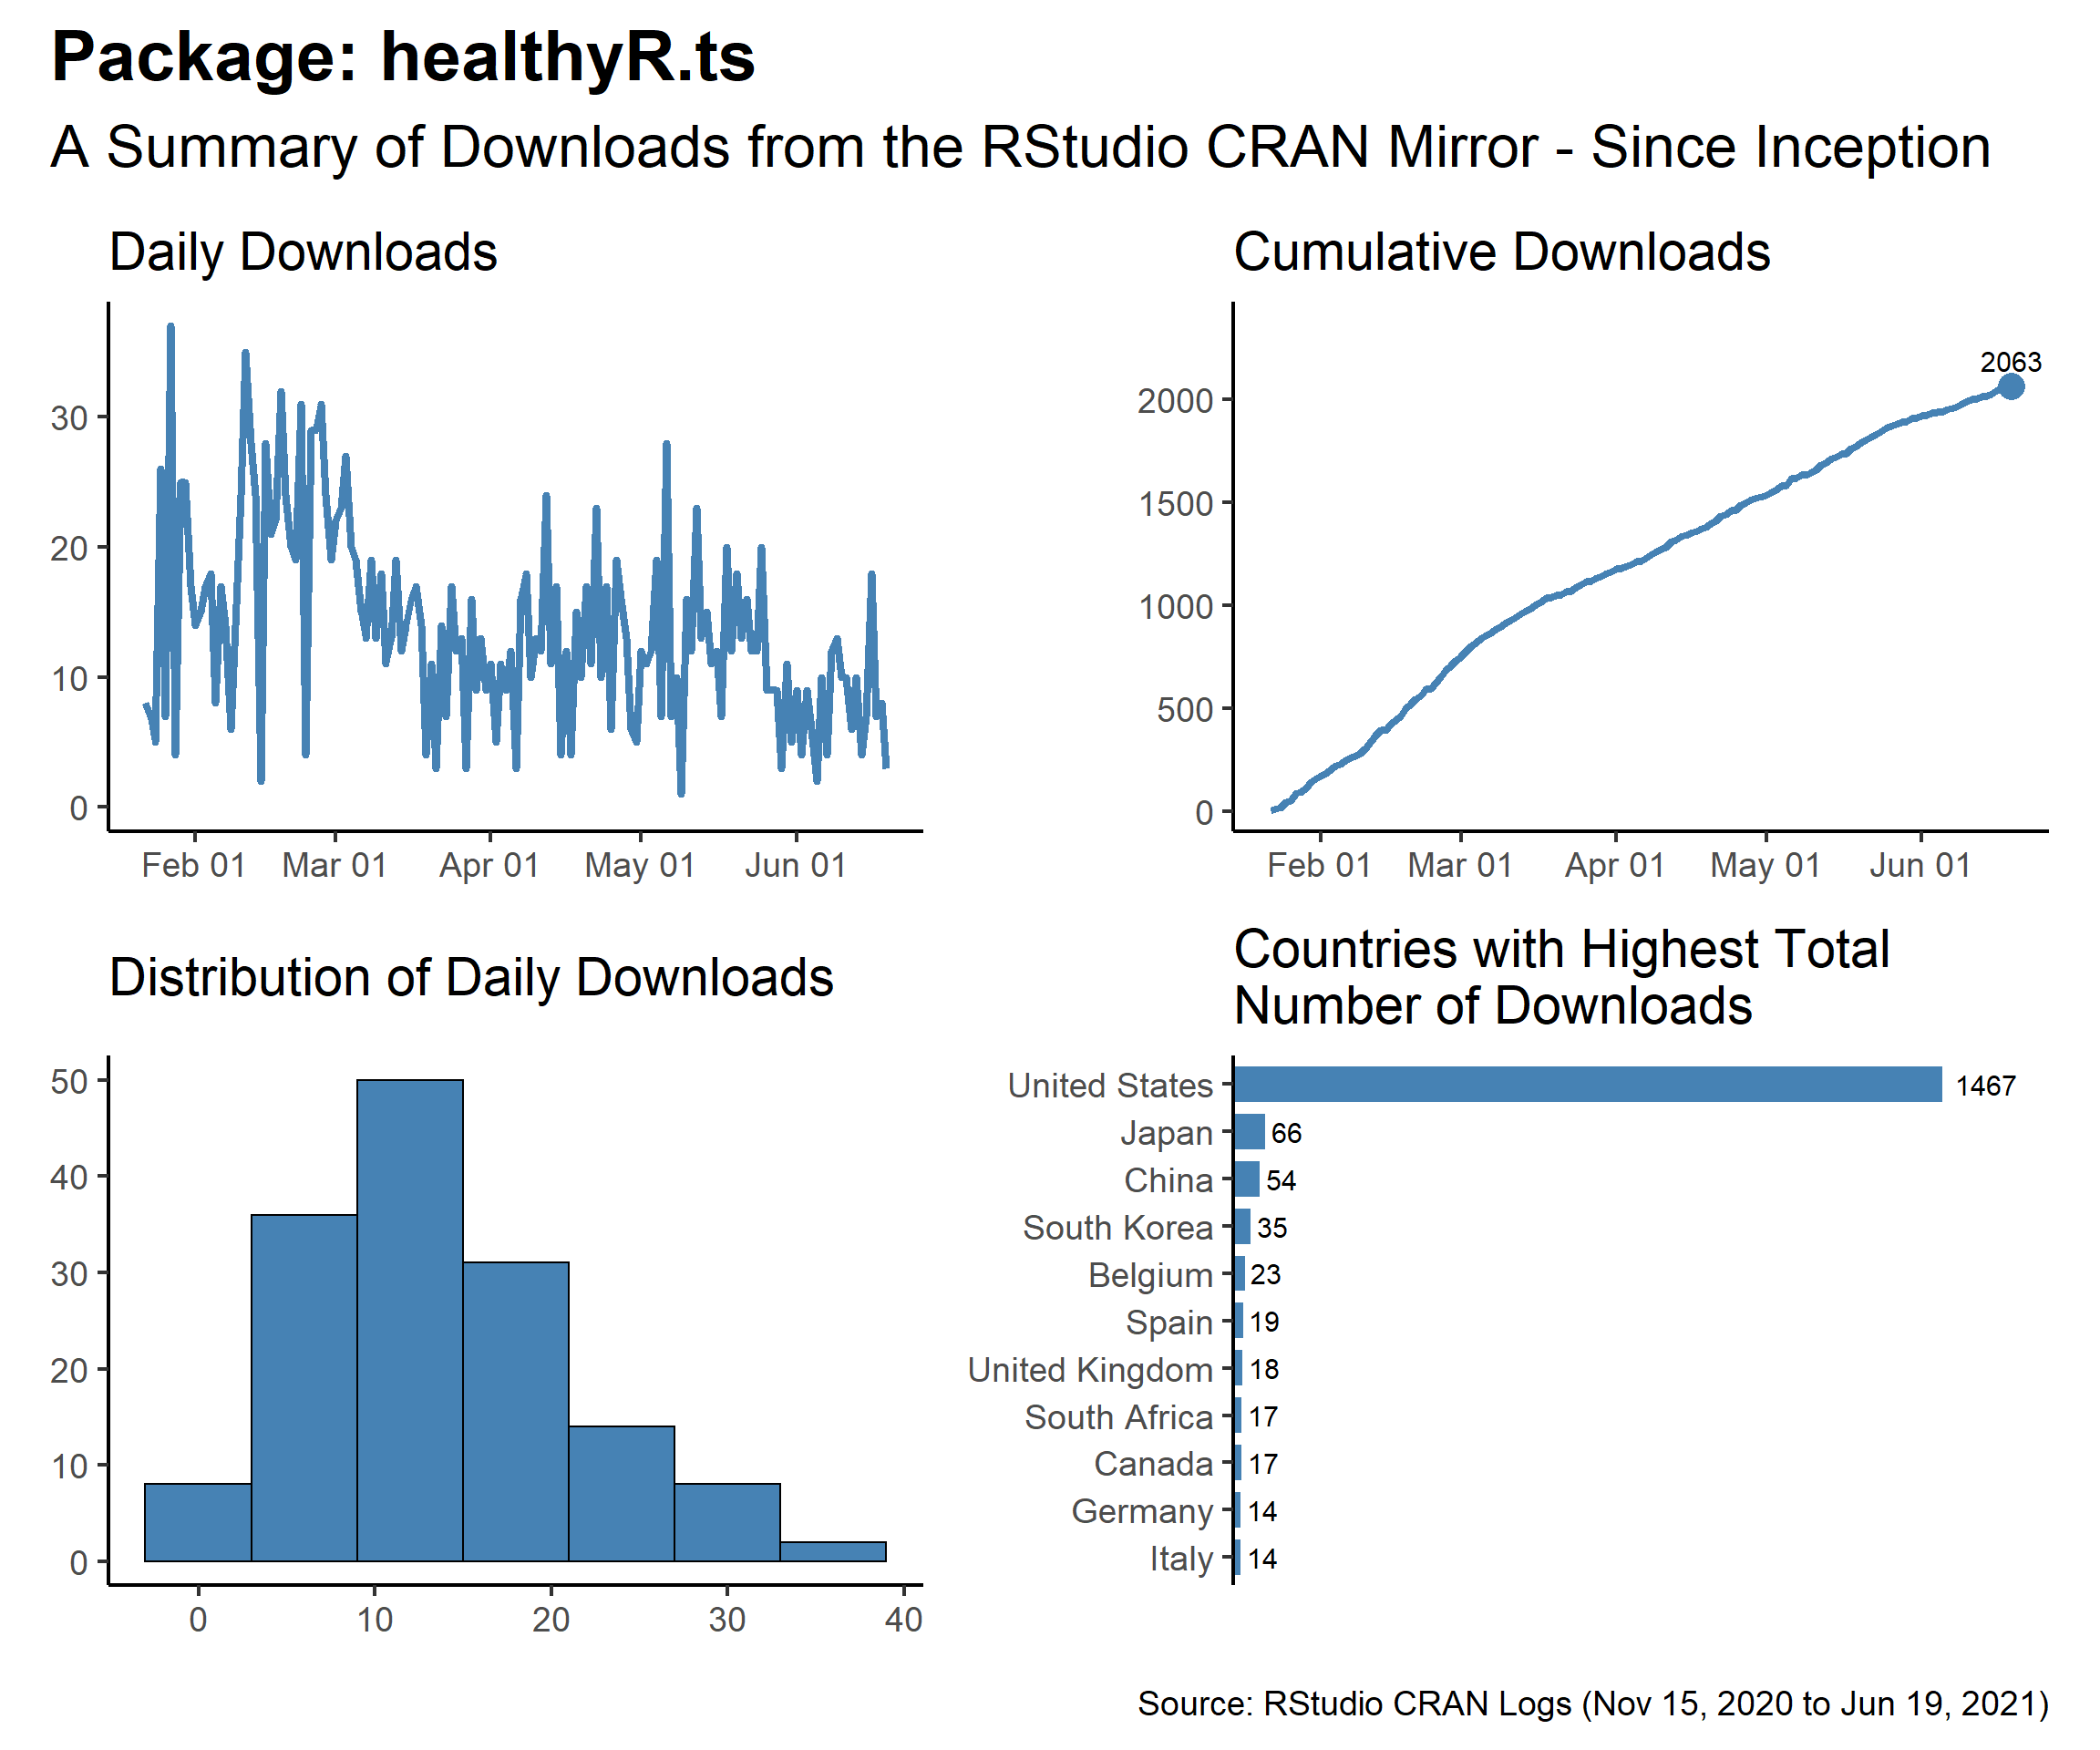 Package: healthyR.ts
A Summary of Downloads from the RStudio CRAN Mirror - Since Inception
Daily Downloads
30
20
10
0
Feb 01 Mar 01 Apr 01 May 01 Jun 01
Cumulative Downloads
2063
2000
1500
1000
500
0
Feb 01 Mar 01 Apr 01 May 01 Jun 01
Distribution of Daily Downloads
50
40
30
20
10
0
0 10 20 30 40
Countries with Highest Total
Number of Downloads
United States 1467
Japan 66
China 54
South Korea 35
Belgium 23
Spain 19
United Kingdom 18
South Africa 17
Canada 17
Germany 14
Italy 14
Source: RStudio CRAN Logs (Nov 15, 2020 to Jun 19, 2021)